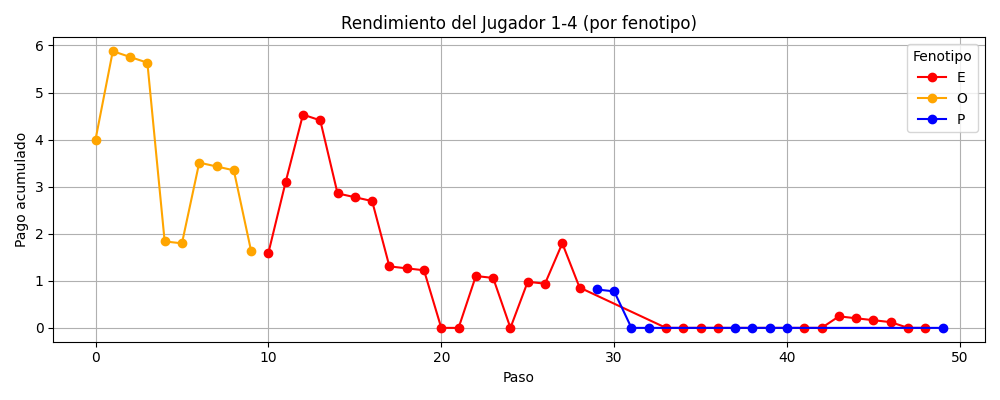 Rendimiento del Jugador 1-4 (por fenotipo)
Pago acumulado
6
5
4
3
2
1
0
Fenotipo
E
O
P
0
10
20
30
40
50
Paso